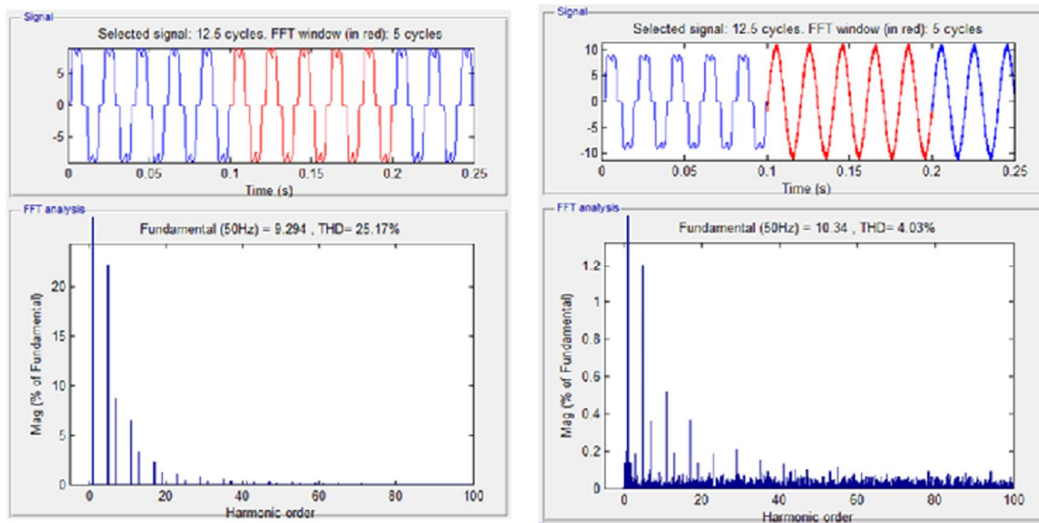 Signal
Selected signal: 12.5 cycles. FFT window (in red): 5 cycles
5
0
-5
0 0.05 0.1 0.15 0.2 0.25
Time (s)
FFT analysis
Fundamental (50Hz) = 9.294 , THD= 25.17%
Mag (% of Fundamental)
20
15
10
5
0
0 20 40 60 80 100
Harmonic order
Signal
Selected signal: 12.5 cycles. FFT window (in red): 5 cycles
10
5
0
-5
-10
0 0.05 0.1 0.15 0.2 0.25
Time (s)
FFT analysis
Fundamental (50Hz) = 10.34 , THD= 4.03%
Mag (% of Fundamental)
1.2
1
0.8
0.6
0.4
0.2
0
0 20 40 60 80 100
Harmonic order